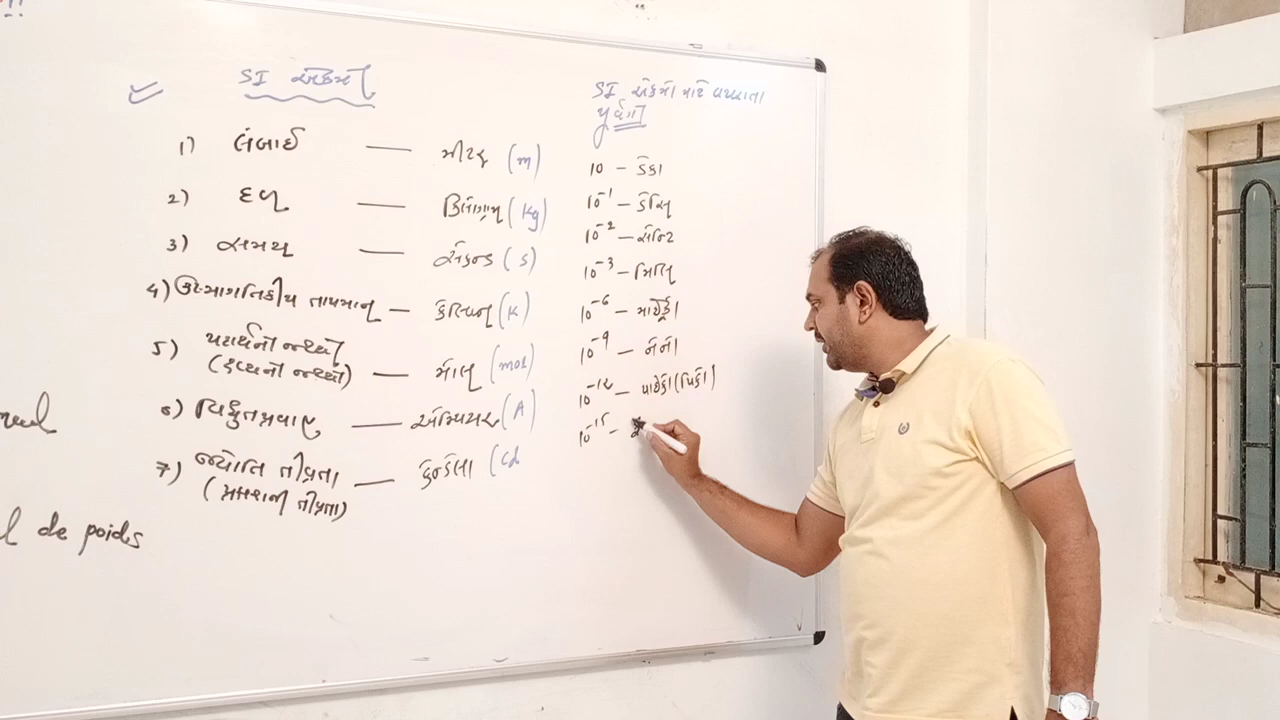 SI એકમો
1) લંબાઈ — મીટર (m)
2) દળ — કિલોગ્રામ (Kg)
3) સમય — સેકન્ડ (s)
4) ઉષ્માગતિકીય તાપમાન — કેલ્વિન (K)
5) પદાર્થનો જથ્થો
(દ્રવ્યનો જથ્થો) — મોલ (mol)
6) વિદ્યુતપ્રવાહ — એમ્પિયર (A)
7) જ્યોતિ તીવ્રતા — કેન્ડેલા (cd
(પ્રકાશની તીવ્રતા)
de poids
SI એકમો માટે વપરાતા
પૂર્વગો
10 – ડેકા
10⁻¹ – ડેસિ
10⁻² – સેન્ટિ
10⁻³ – મિલિ
10⁻⁶ – માઇક્રો
10⁻⁹ – નેનો
10⁻¹² – પાઇકો (પિકો)
10⁻¹⁵ –